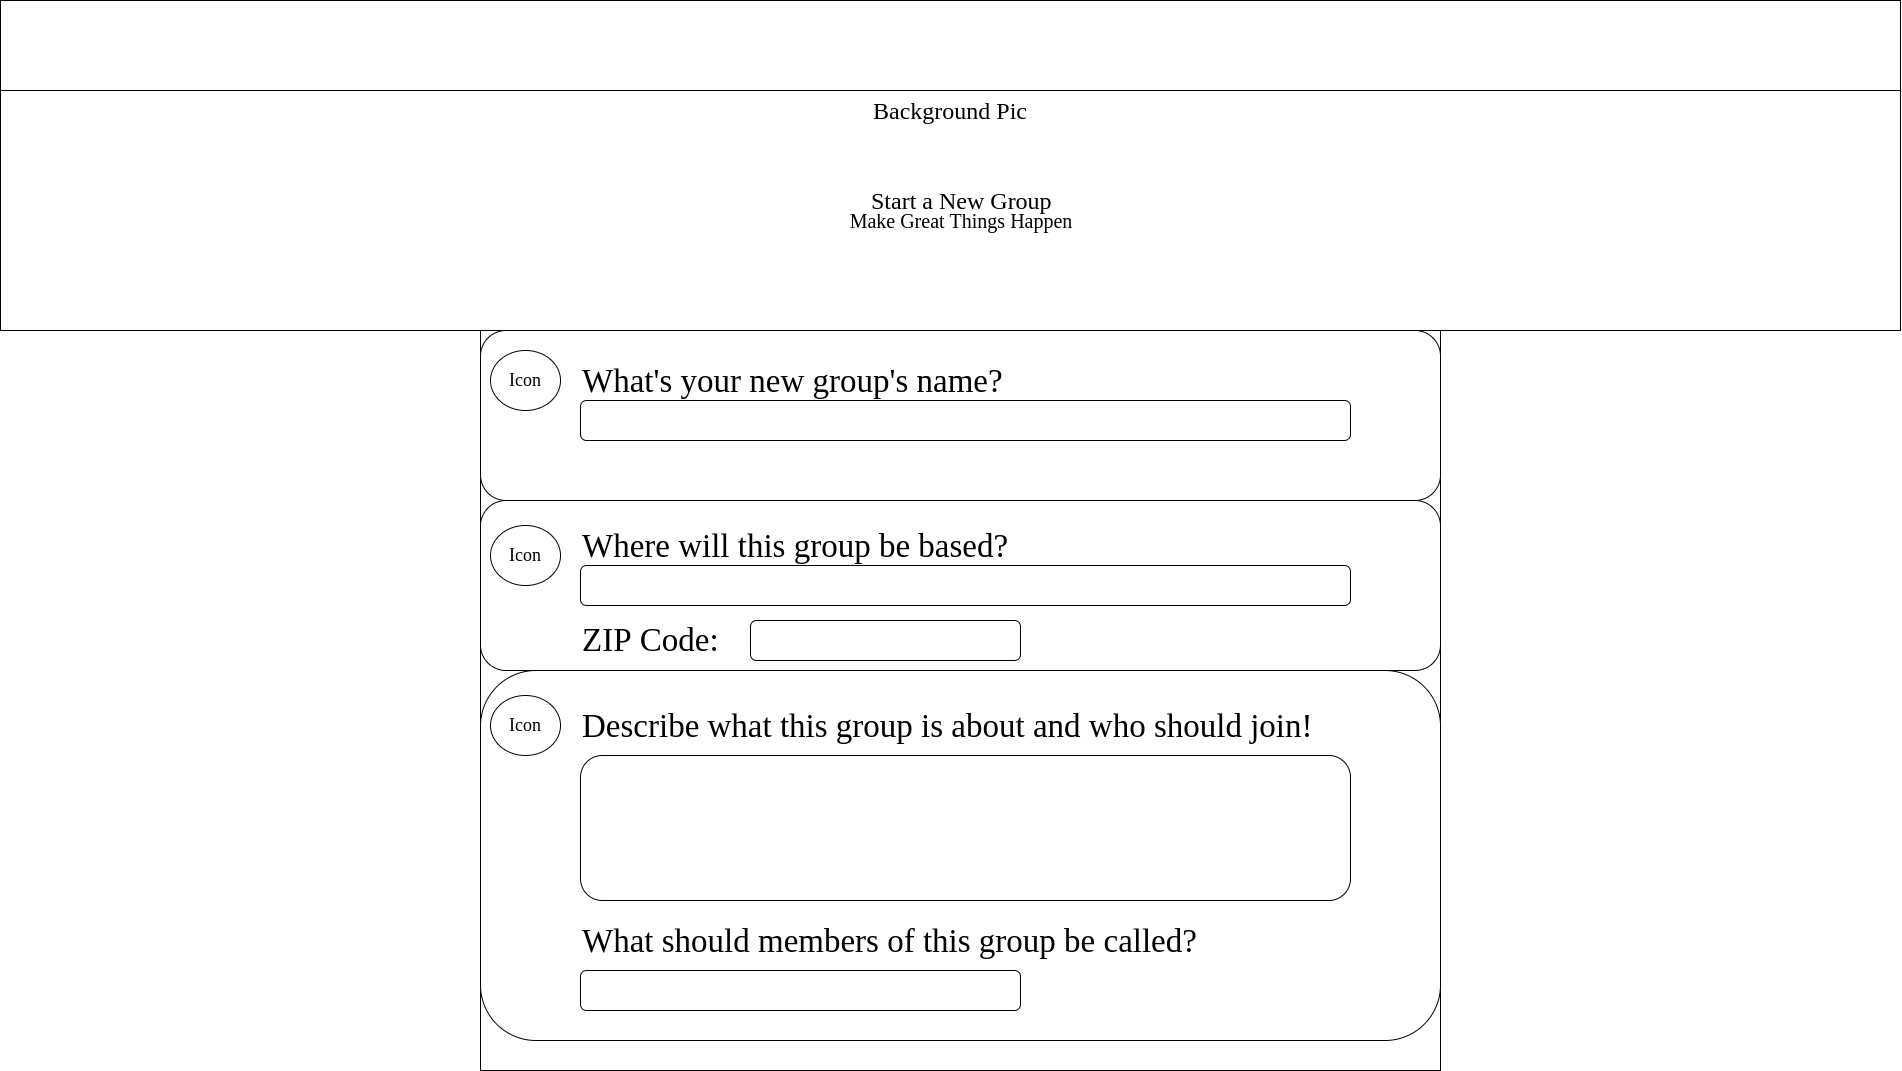 Background Pic
Start a New Group
Make Great Things Happen
Icon
What's your new group's name?
Icon
Where will this group be based?
ZIP Code:
Icon
Describe what this group is about and who should join!
What should members of this group be called?